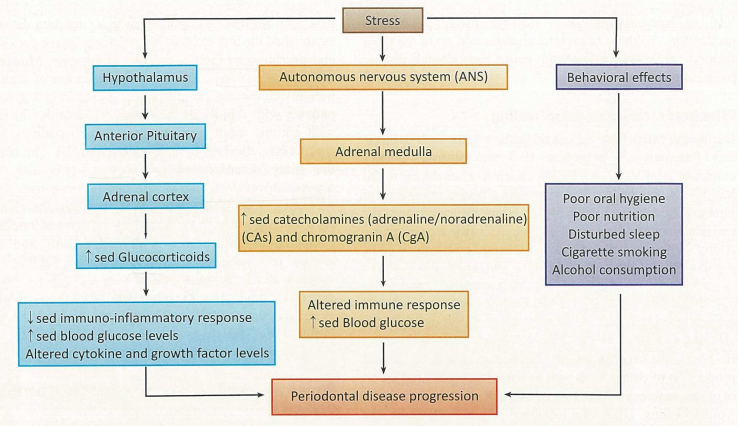 Stress
Hypothalamus
Autonomous nervous system (ANS)
Behavioral effects
Anterior Pituitary
Adrenal medulla
Adrenal cortex
Poor oral hygiene
Poor nutrition
Disturbed sleep
Cigarette smoking
Alcohol consumption
↑sed catecholamines (adrenaline/noradrenaline)
(CAs) and chromogranin A (CgA)
↑sed Glucocorticoids
↓sed immuno-inflammatory response
↑sed blood glucose levels
Altered cytokine and growth factor levels
Altered immune response
↑sed Blood glucose
Periodontal disease progression